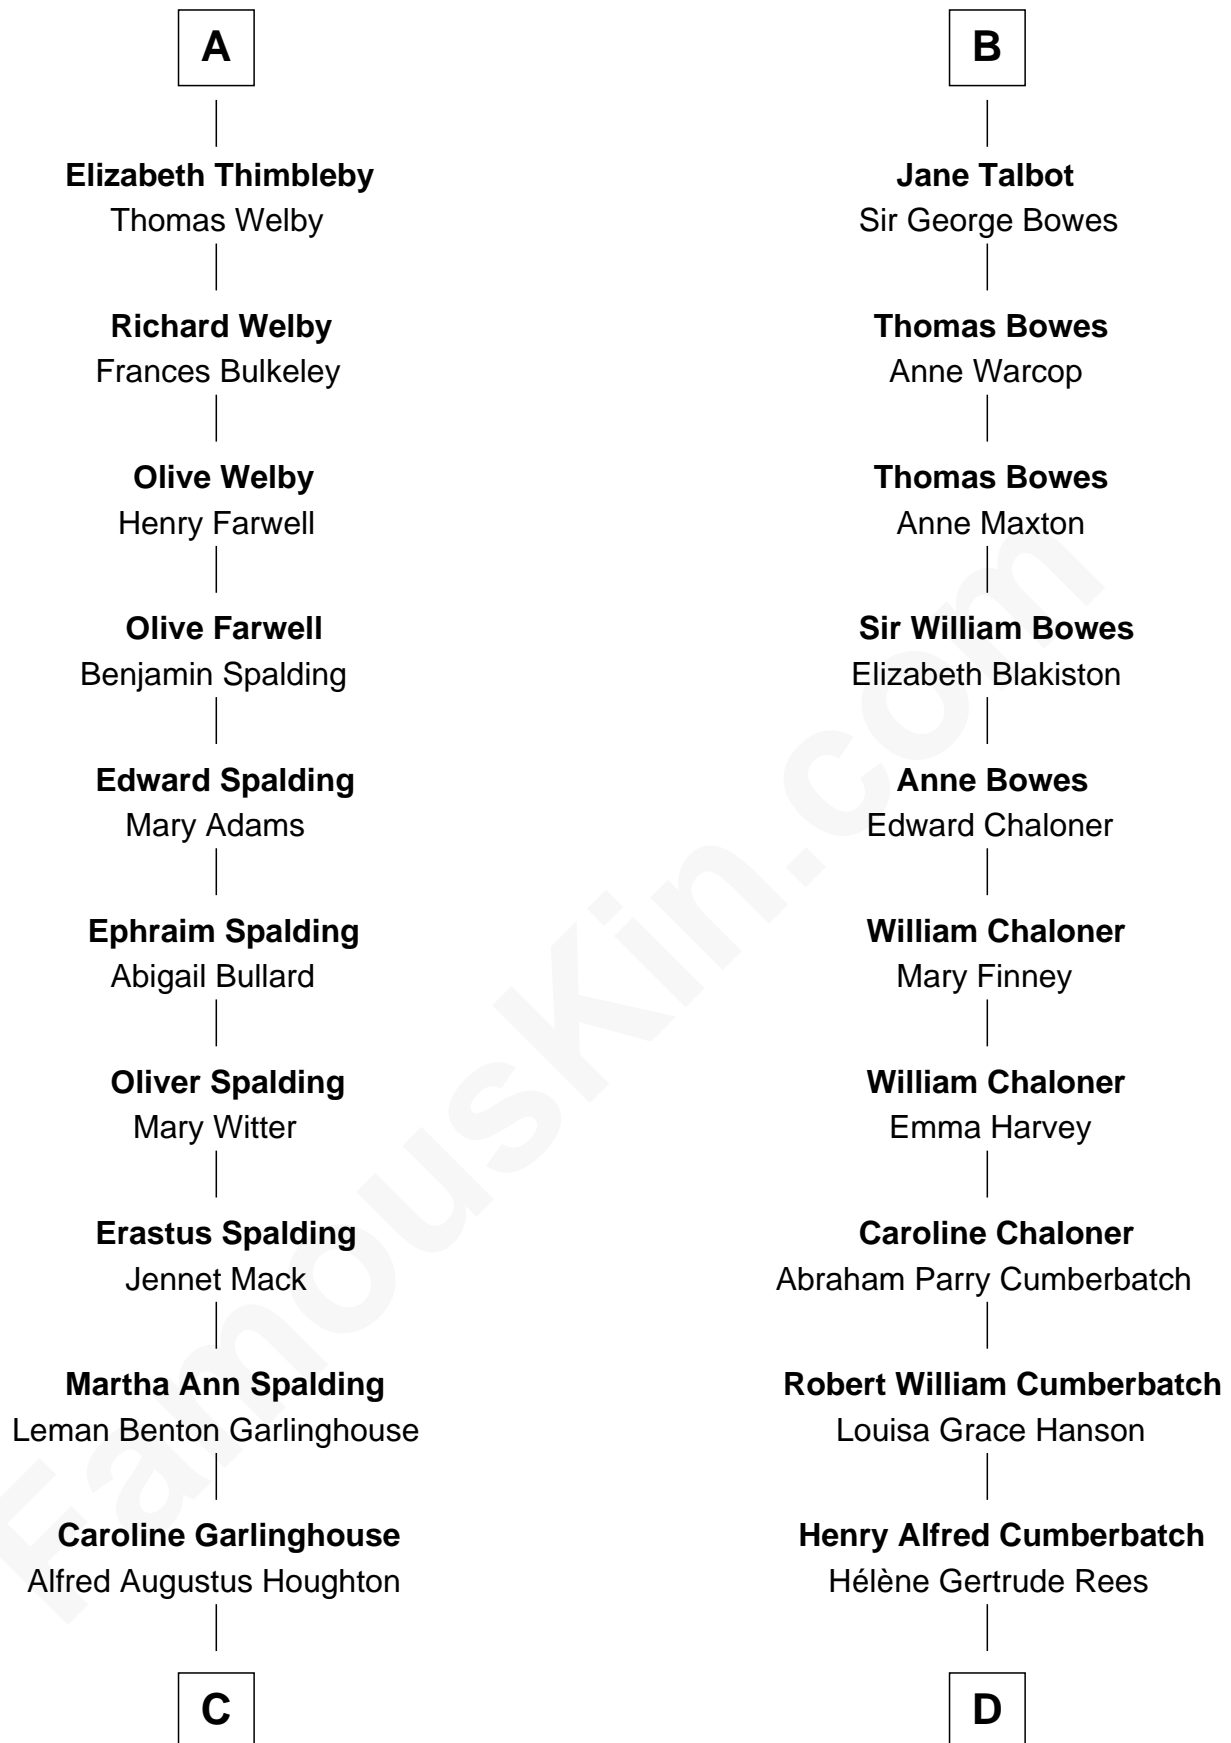 A
Elizabeth Thimbleby
Thomas Welby
Richard Welby
Frances Bulkeley
Olive Welby
Henry Farwell
Olive Farwell
Benjamin Spalding
Edward Spalding
Mary Adams
Ephraim Spalding
Abigail Bullard
Oliver Spalding
Mary Witter
Erastus Spalding
Jennet Mack
Martha Ann Spalding
Leman Benton Garlinghouse
Caroline Garlinghouse
Alfred Augustus Houghton
C
B
Jane Talbot
Sir George Bowes
Thomas Bowes
Anne Warcop
Thomas Bowes
Anne Maxton
Sir William Bowes
Elizabeth Blakiston
Anne Bowes
Edward Chaloner
William Chaloner
Mary Finney
William Chaloner
Emma Harvey
Caroline Chaloner
Abraham Parry Cumberbatch
Robert William Cumberbatch
Louisa Grace Hanson
Henry Alfred Cumberbatch
Hélène Gertrude Rees
D
FamousKin.com